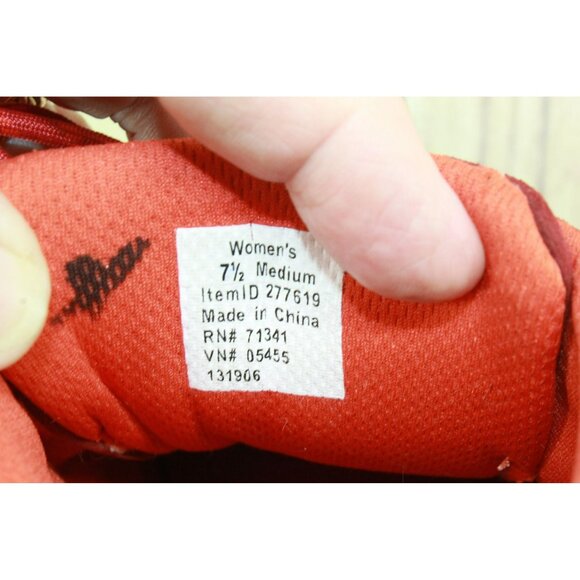 Women's
7½ Medium
ItemID 277619
Made in China
RN# 71341
VN# 05455
131906